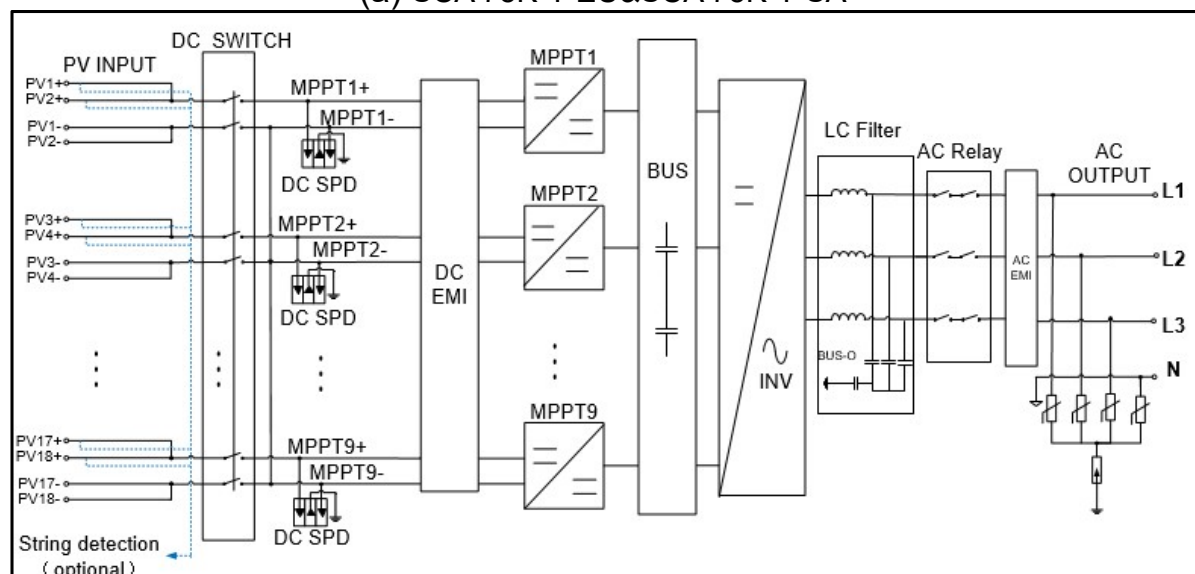 DC SWITCH
PV INPUT
PV1+
PV2+
PV1-
PV2-
MPPT1+
MPPT1-
DC SPD
PV3+
PV4+
PV3-
PV4-
MPPT2+
MPPT2-
DC SPD
PV17+
PV18+
PV17-
PV18-
MPPT9+
MPPT9-
DC SPD
String detection
( optional )
DC
EMI
MPPT1
MPPT2
MPPT9
BUS
INV
LC Filter
BUS-O
AC Relay
AC
EMI
AC
OUTPUT
L1
L2
L3
N